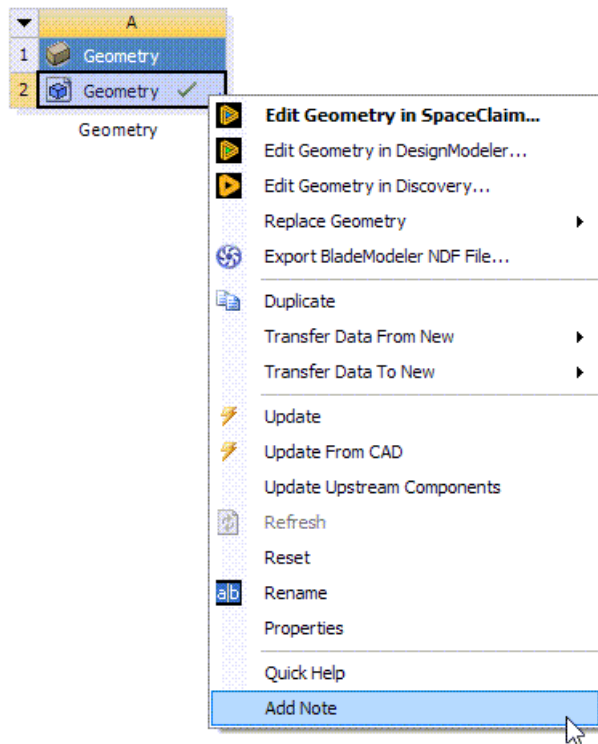 A
1 Geometry
2 Geometry
Geometry
Edit Geometry in SpaceClaim...
Edit Geometry in DesignModeler...
Edit Geometry in Discovery...
Replace Geometry
Export BladeModeler NDF File...
Duplicate
Transfer Data From New
Transfer Data To New
Update
Update From CAD
Update Upstream Components
Refresh
Reset
a|b Rename
Properties
Quick Help
Add Note